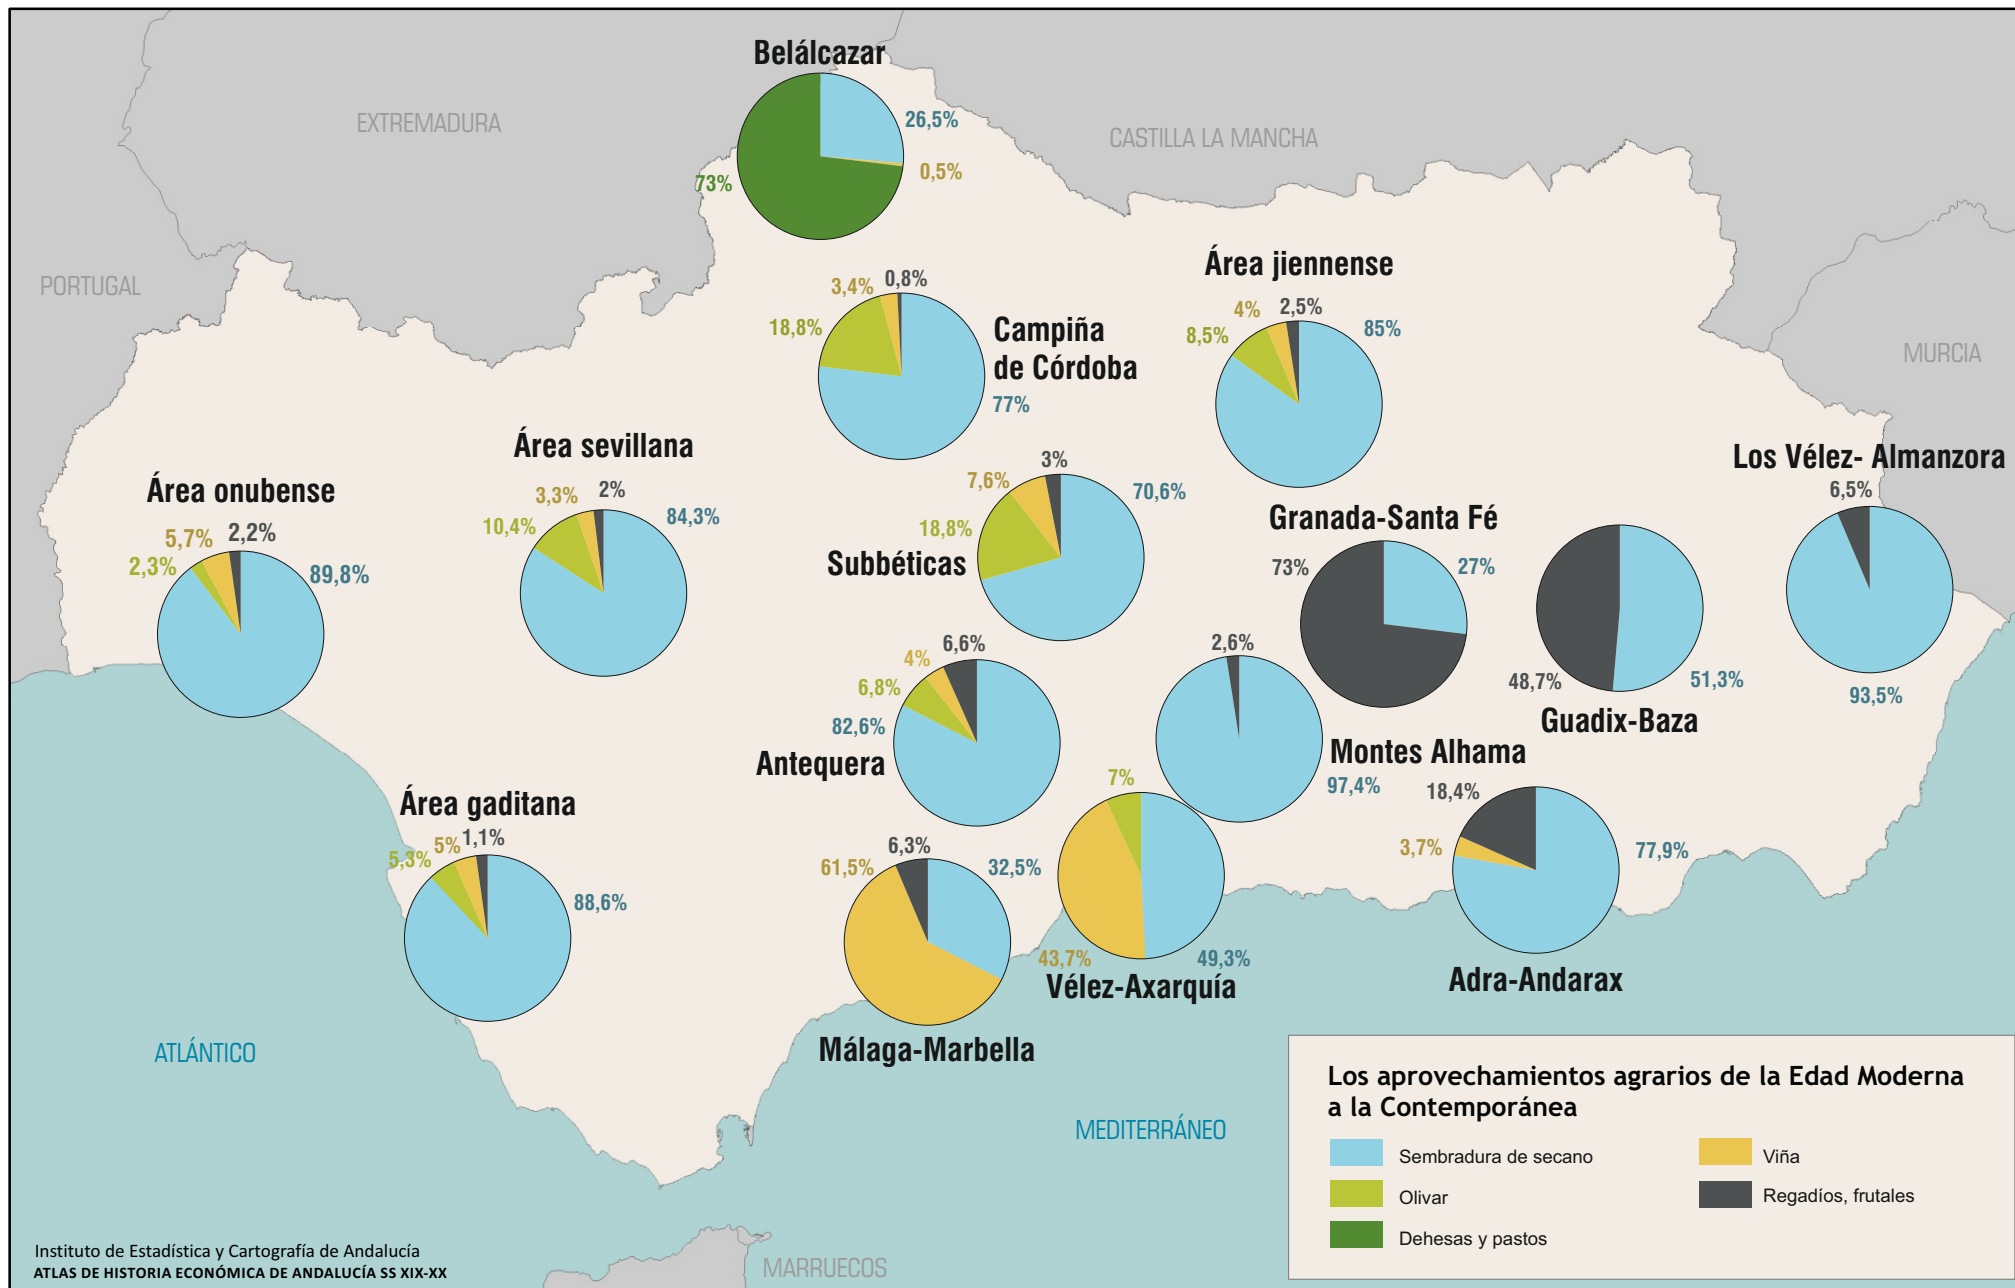 Belálcazar
EXTREMADURA
26,5%
CASTILLA LA MANCHA
0,5%
73%
PORTUGAL
Área jiennense
3,4%
0,8%
18,8%
Campiña
de Córdoba
77%
4%
2,5%
85%
8,5%
MURCIA
Área sevillana
3,3%
2%
10,4%
84,3%
Área onubense
5,7%
2,2%
2,3%
89,8%
7,6%
3%
70,6%
18,8%
Subbéticas
Los Vélez- Almanzora
6,5%
93,5%
Granada-Santa Fé
73%
27%
48,7%
51,3%
Guadix-Baza
6,6%
4%
6,8%
82,6%
Antequera
2,6%
Montes Alhama
97,4%
Área gaditana
5,3%
5%
1,1%
88,6%
7%
43,7%
49,3%
Vélez-Axarquía
18,4%
3,7%
77,9%
Adra-Andarax
6,3%
61,5%
32,5%
Málaga-Marbella
ATLÁNTICO
MEDITERRÁNEO
MARRUECOS
Los aprovechamientos agrarios de la Edad Moderna
a la Contemporánea
Sembradura de secano
Olivar
Dehesas y pastos
Viña
Regadíos, frutales
Instituto de Estadística y Cartografía de Andalucía
ATLAS DE HISTORIA ECONÓMICA DE ANDALUCÍA SS XIX-XX